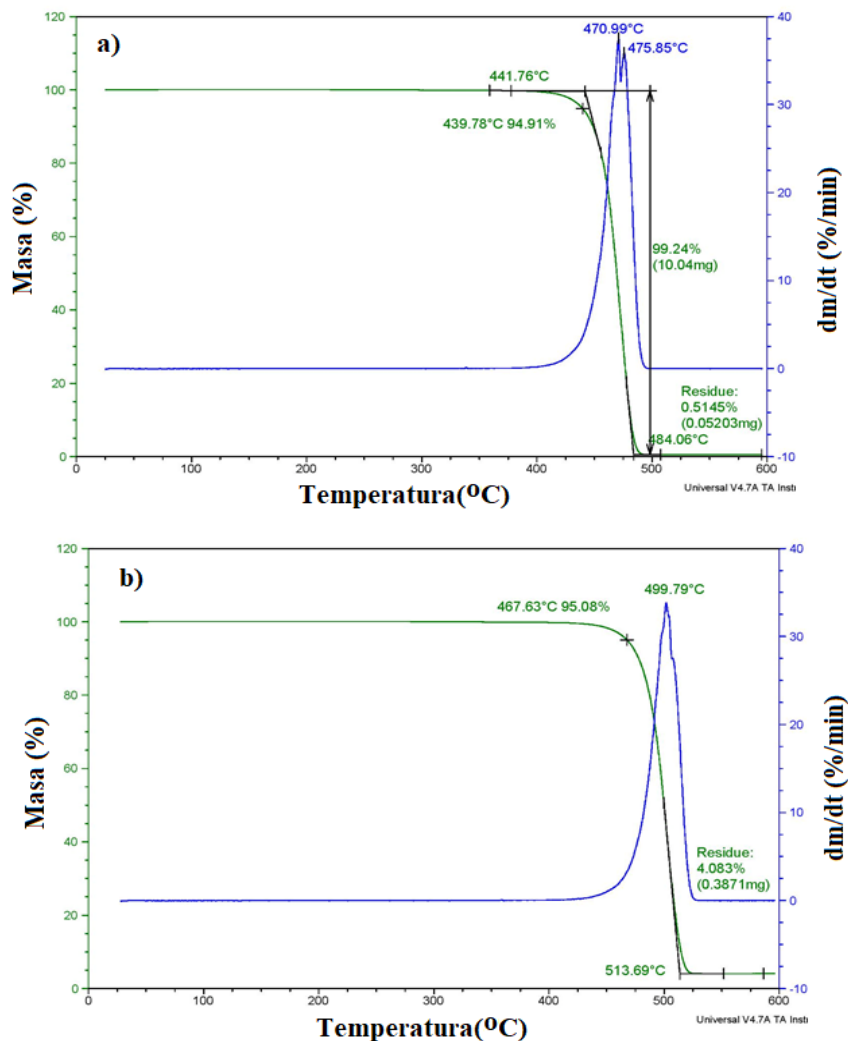 a)
470.99°C
475.85°C
441.76°C
439.78°C 94.91%
99.24%
(10.04mg)
Residue:
0.5145%
(0.05203mg)
484.06°C
Masa (%)
120
100
80
60
40
20
0
dm/dt (%/min)
40
30
20
10
0
-10
0
100
200
300
400
500
600
Temperatura(⁰C)
Universal V4.7A TA Instr
b)
499.79°C
467.63°C 95.08%
Residue:
4.083%
(0.3871mg)
513.69°C
Masa (%)
120
100
80
60
40
20
0
dm/dt (%/min)
40
30
20
10
0
-10
0
100
200
300
400
500
600
Temperatura(⁰C)
Universal V4.7A TA Instr